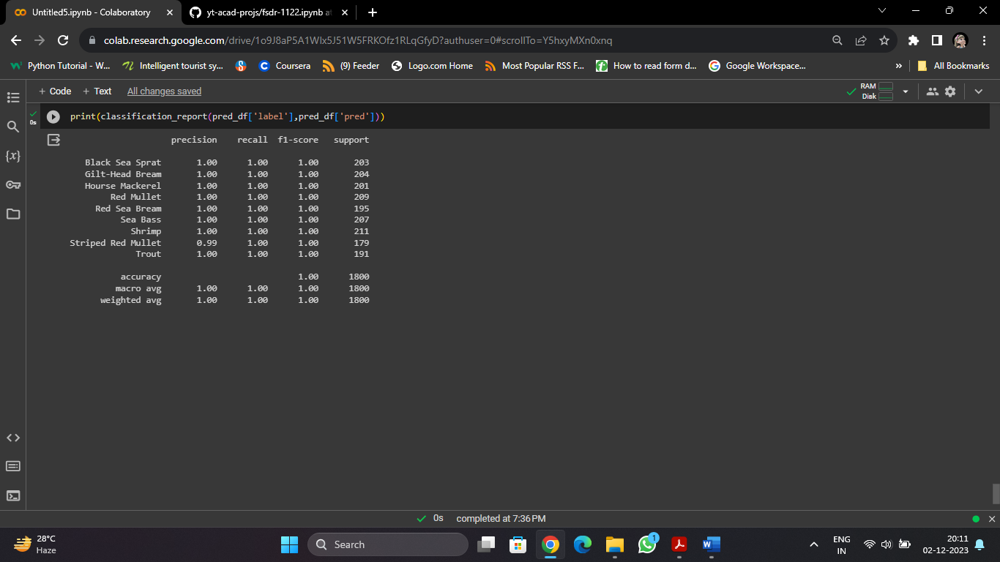 Untitled5.ipynb - Colaboratory
yt-acad-projs/fsdr-1122.ipynb at
colab.research.google.com/drive/1o9J8aP5A1WIx5J51W5FRKOfz1RLqGfyD?authuser=0#scrollTo=Y5hxyMXn0xnq
Python Tutorial - W... Intelligent tourist sy... Coursera (9) Feeder Logo.com Home Most Popular RSS F... How to read form d... Google Workspace... » All Bookmarks
+ Code + Text All changes saved RAM
Disk
0s print(classification_report(pred_df['label'],pred_df['pred']))
precision recall f1-score support
Black Sea Sprat 1.00 1.00 1.00 203
Gilt-Head Bream 1.00 1.00 1.00 204
Hourse Mackerel 1.00 1.00 1.00 201
Red Mullet 1.00 1.00 1.00 209
Red Sea Bream 1.00 1.00 1.00 195
Sea Bass 1.00 1.00 1.00 207
Shrimp 1.00 1.00 1.00 211
Striped Red Mullet 0.99 1.00 1.00 179
Trout 1.00 1.00 1.00 191
accuracy 1.00 1800
macro avg 1.00 1.00 1.00 1800
weighted avg 1.00 1.00 1.00 1800
{x}
0s completed at 7:36 PM
28°C
Haze
Search
1
ENG
IN
20:11
02-12-2023